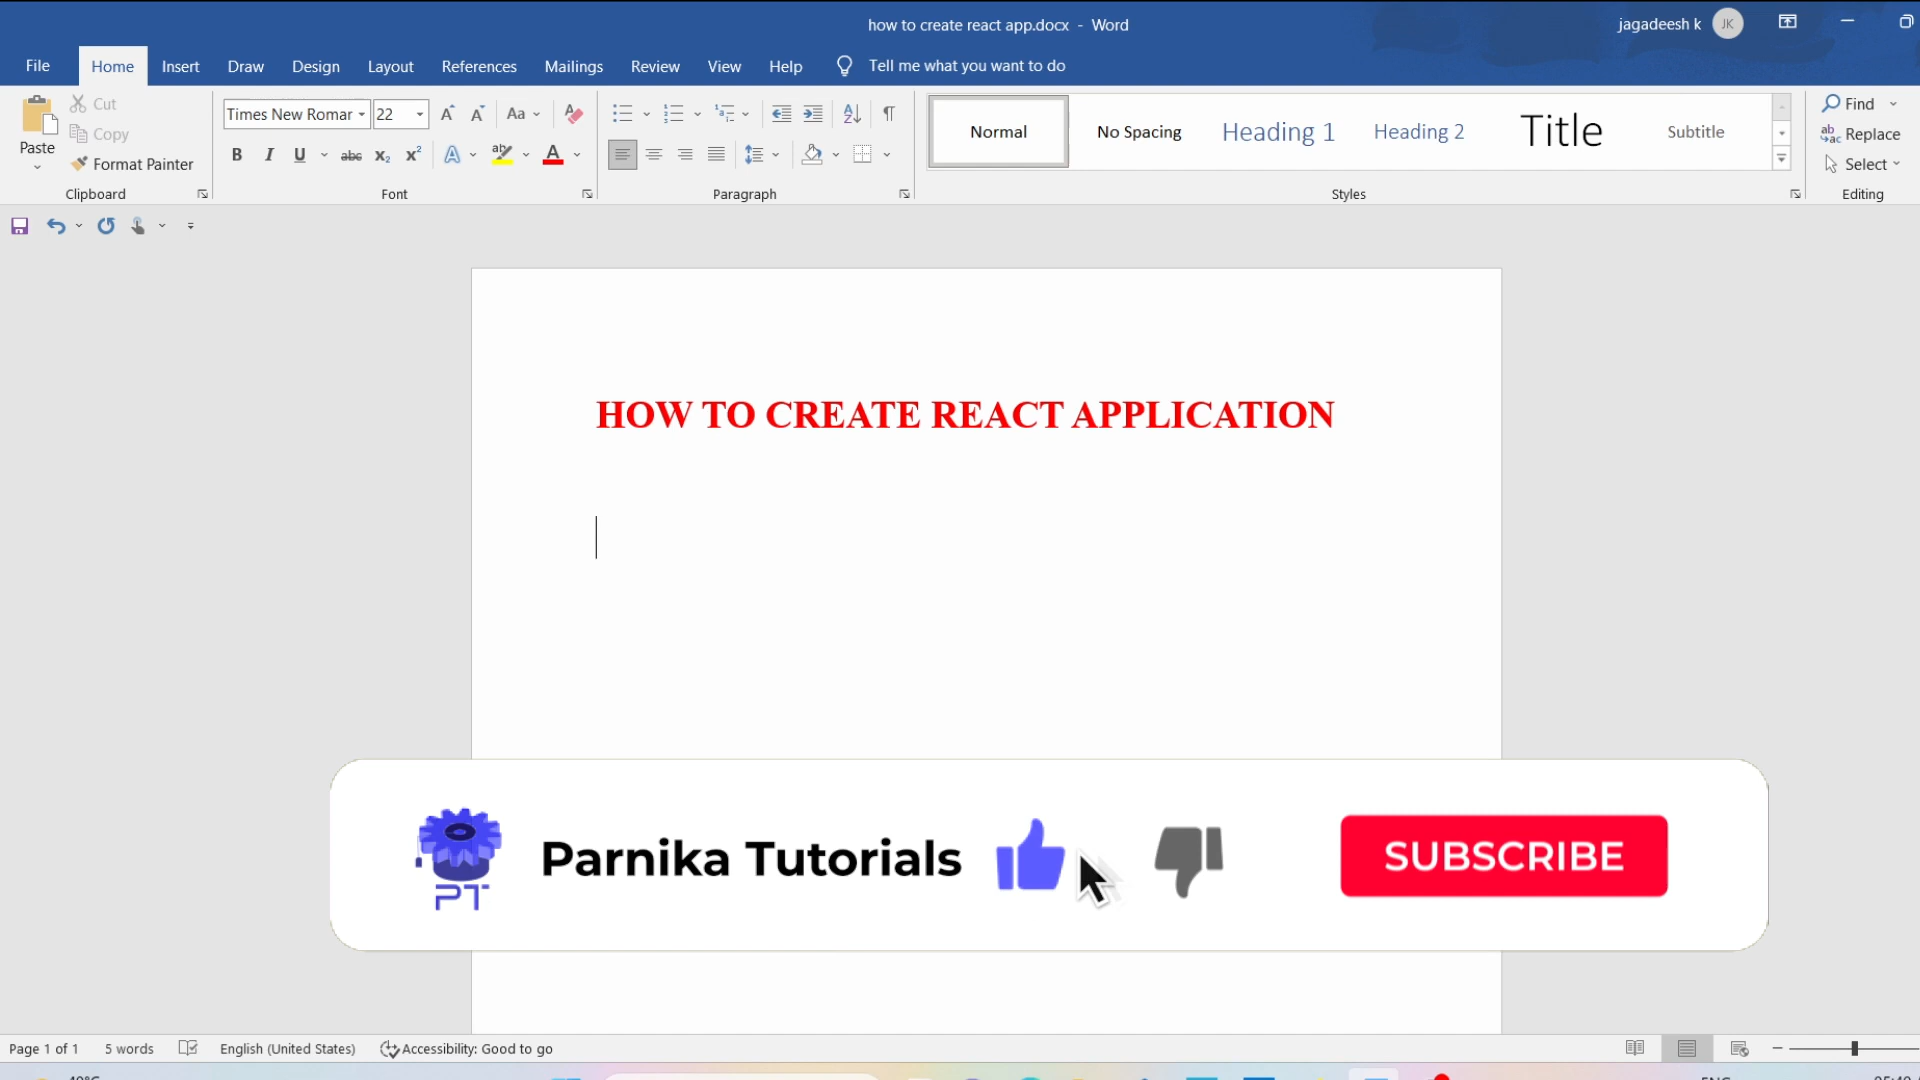 how to create react app.docx - Word
jagadeesh k JK
File Home Insert Draw Design Layout References Mailings Review View Help Tell me what you want to do
Paste
Cut
Copy
Format Painter
Clipboard
Times New Romar 22 Aa
B I U abc x₂ x² A ab A
Font
Paragraph
Normal No Spacing Heading 1 Heading 2 Title Subtitle
Styles
Find
Replace
Select
Editing
HOW TO CREATE REACT APPLICATION
PT
Parnika Tutorials
SUBSCRIBE
Page 1 of 1 5 words English (United States) Accessibility: Good to go